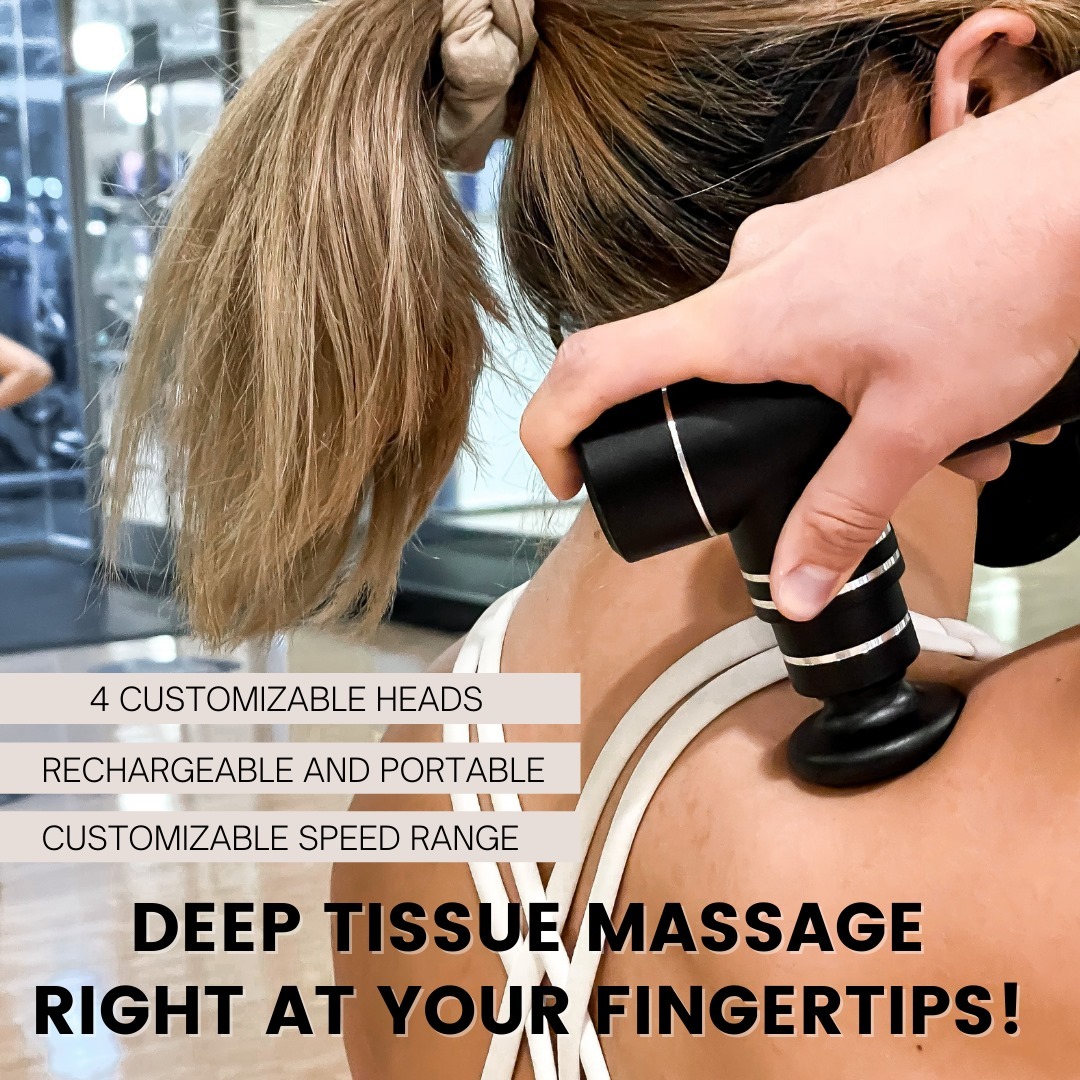 4 CUSTOMIZABLE HEADS
RECHARGEABLE AND PORTABLE
CUSTOMIZABLE SPEED RANGE
DEEP TISSUE MASSAGE
RIGHT AT YOUR FINGERTIPS!